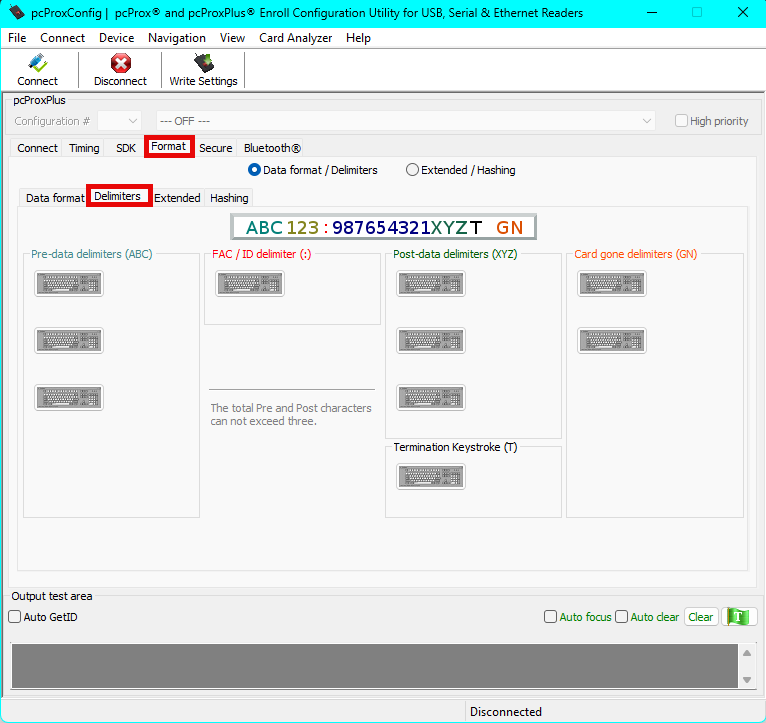 pcProxConfig | pcProx® and pcProxPlus® Enroll Configuration Utility for USB, Serial & Ethernet Readers
File Connect Device Navigation View Card Analyzer Help
Connect Disconnect Write Settings
pcProxPlus
Configuration # --- OFF --- High priority
Connect Timing SDK Format Secure Bluetooth®
Data format / Delimiters Extended / Hashing
Data format Delimiters Extended Hashing
ABC 123 : 987654321XYZT GN
Pre-data delimiters (ABC) FAC / ID delimiter (:) Post-data delimiters (XYZ) Card gone delimiters (GN)
The total Pre and Post characters
can not exceed three.
Termination Keystroke (T)
Output test area
Auto GetID Auto focus Auto clear Clear T
Disconnected